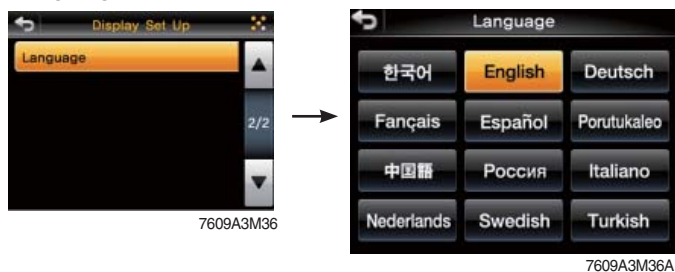 Display Set Up
Language
2/2
7609A3M36
Language
한국어 English Deutsch
Fançais Español Porutukaleo
中国語 Россия Italiano
Nederlands Swedish Turkish
7609A3M36A